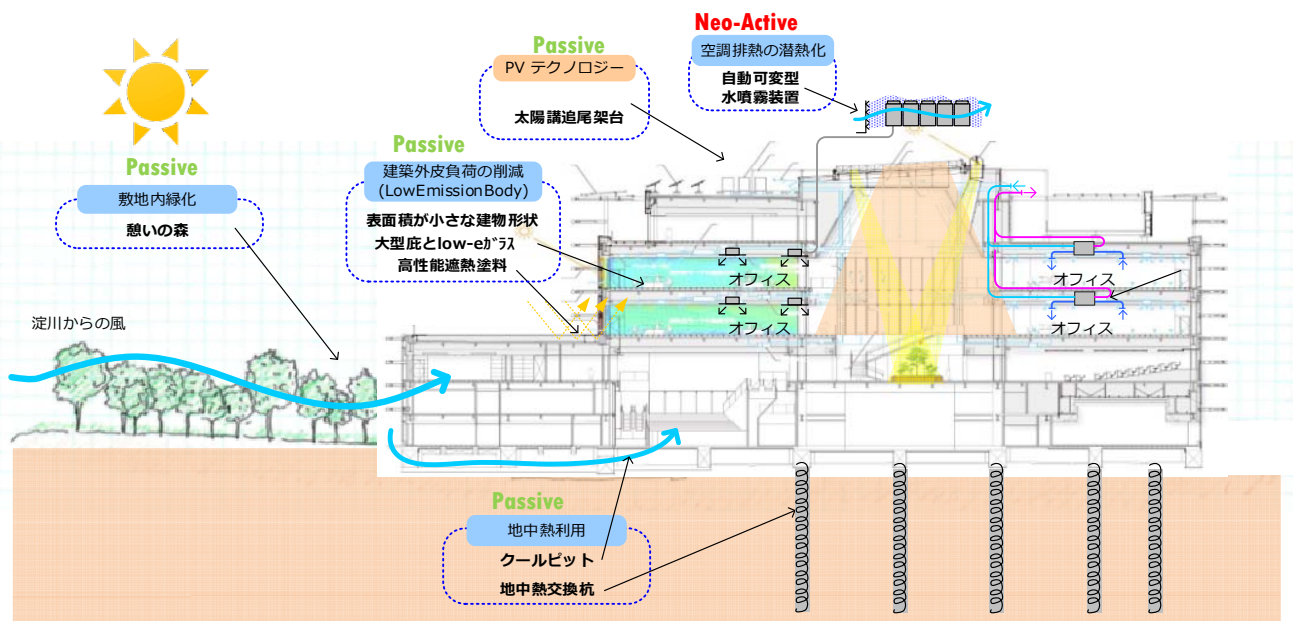 Neo-Active
空調排熱の潜熱化
自動可変型
水噴霧装置
Passive
PV テクノロジー
太陽講追尾架台
Passive
建築外皮負荷の削減
(LowEmissionBody)
表面積が小さな建物形状
大型庇とlow-eｶﾞﾗｽ
高性能遮熱塗料
Passive
敷地内緑化
憩いの森
淀川からの風
オフィス
オフィス
オフィス
オフィス
Passive
地中熱利用
クールピット
地中熱交換杭